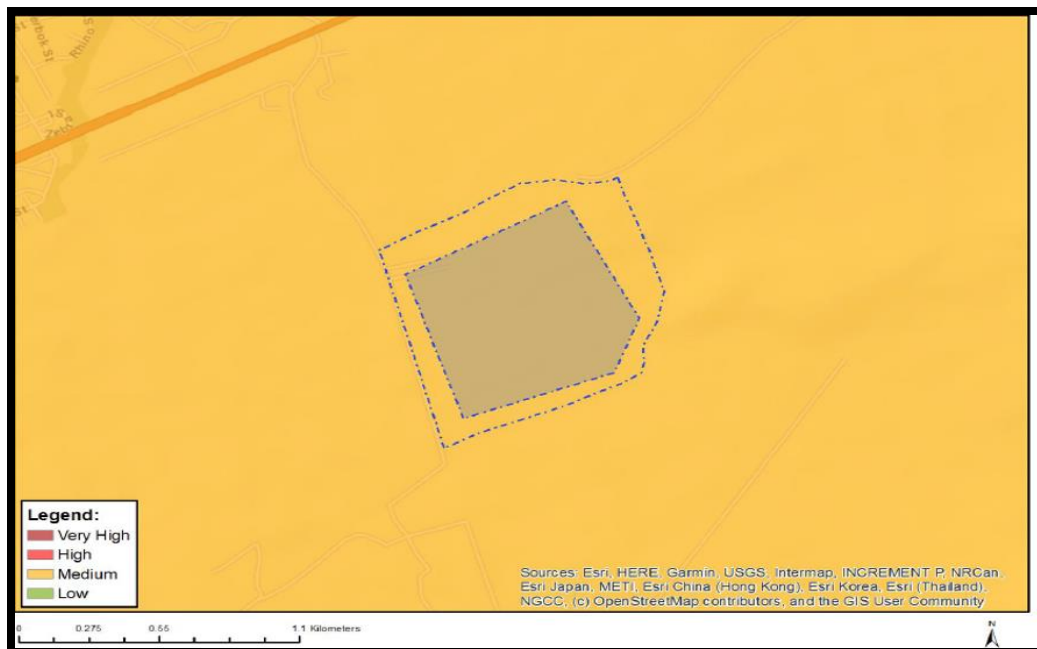 Rhino S
Legend:
Very High
High
Medium
Low
Sources: Esri, HERE, Garmin, USGS, Intermap, INCREMENT P, NRCan,
Esri Japan, METI, Esri China (Hong Kong), Esri Korea, Esri (Thailand),
NGCC, (c) OpenStreetMap contributors, and the GIS User Community
0 0.275 0.55 1.1 Kilometers
N